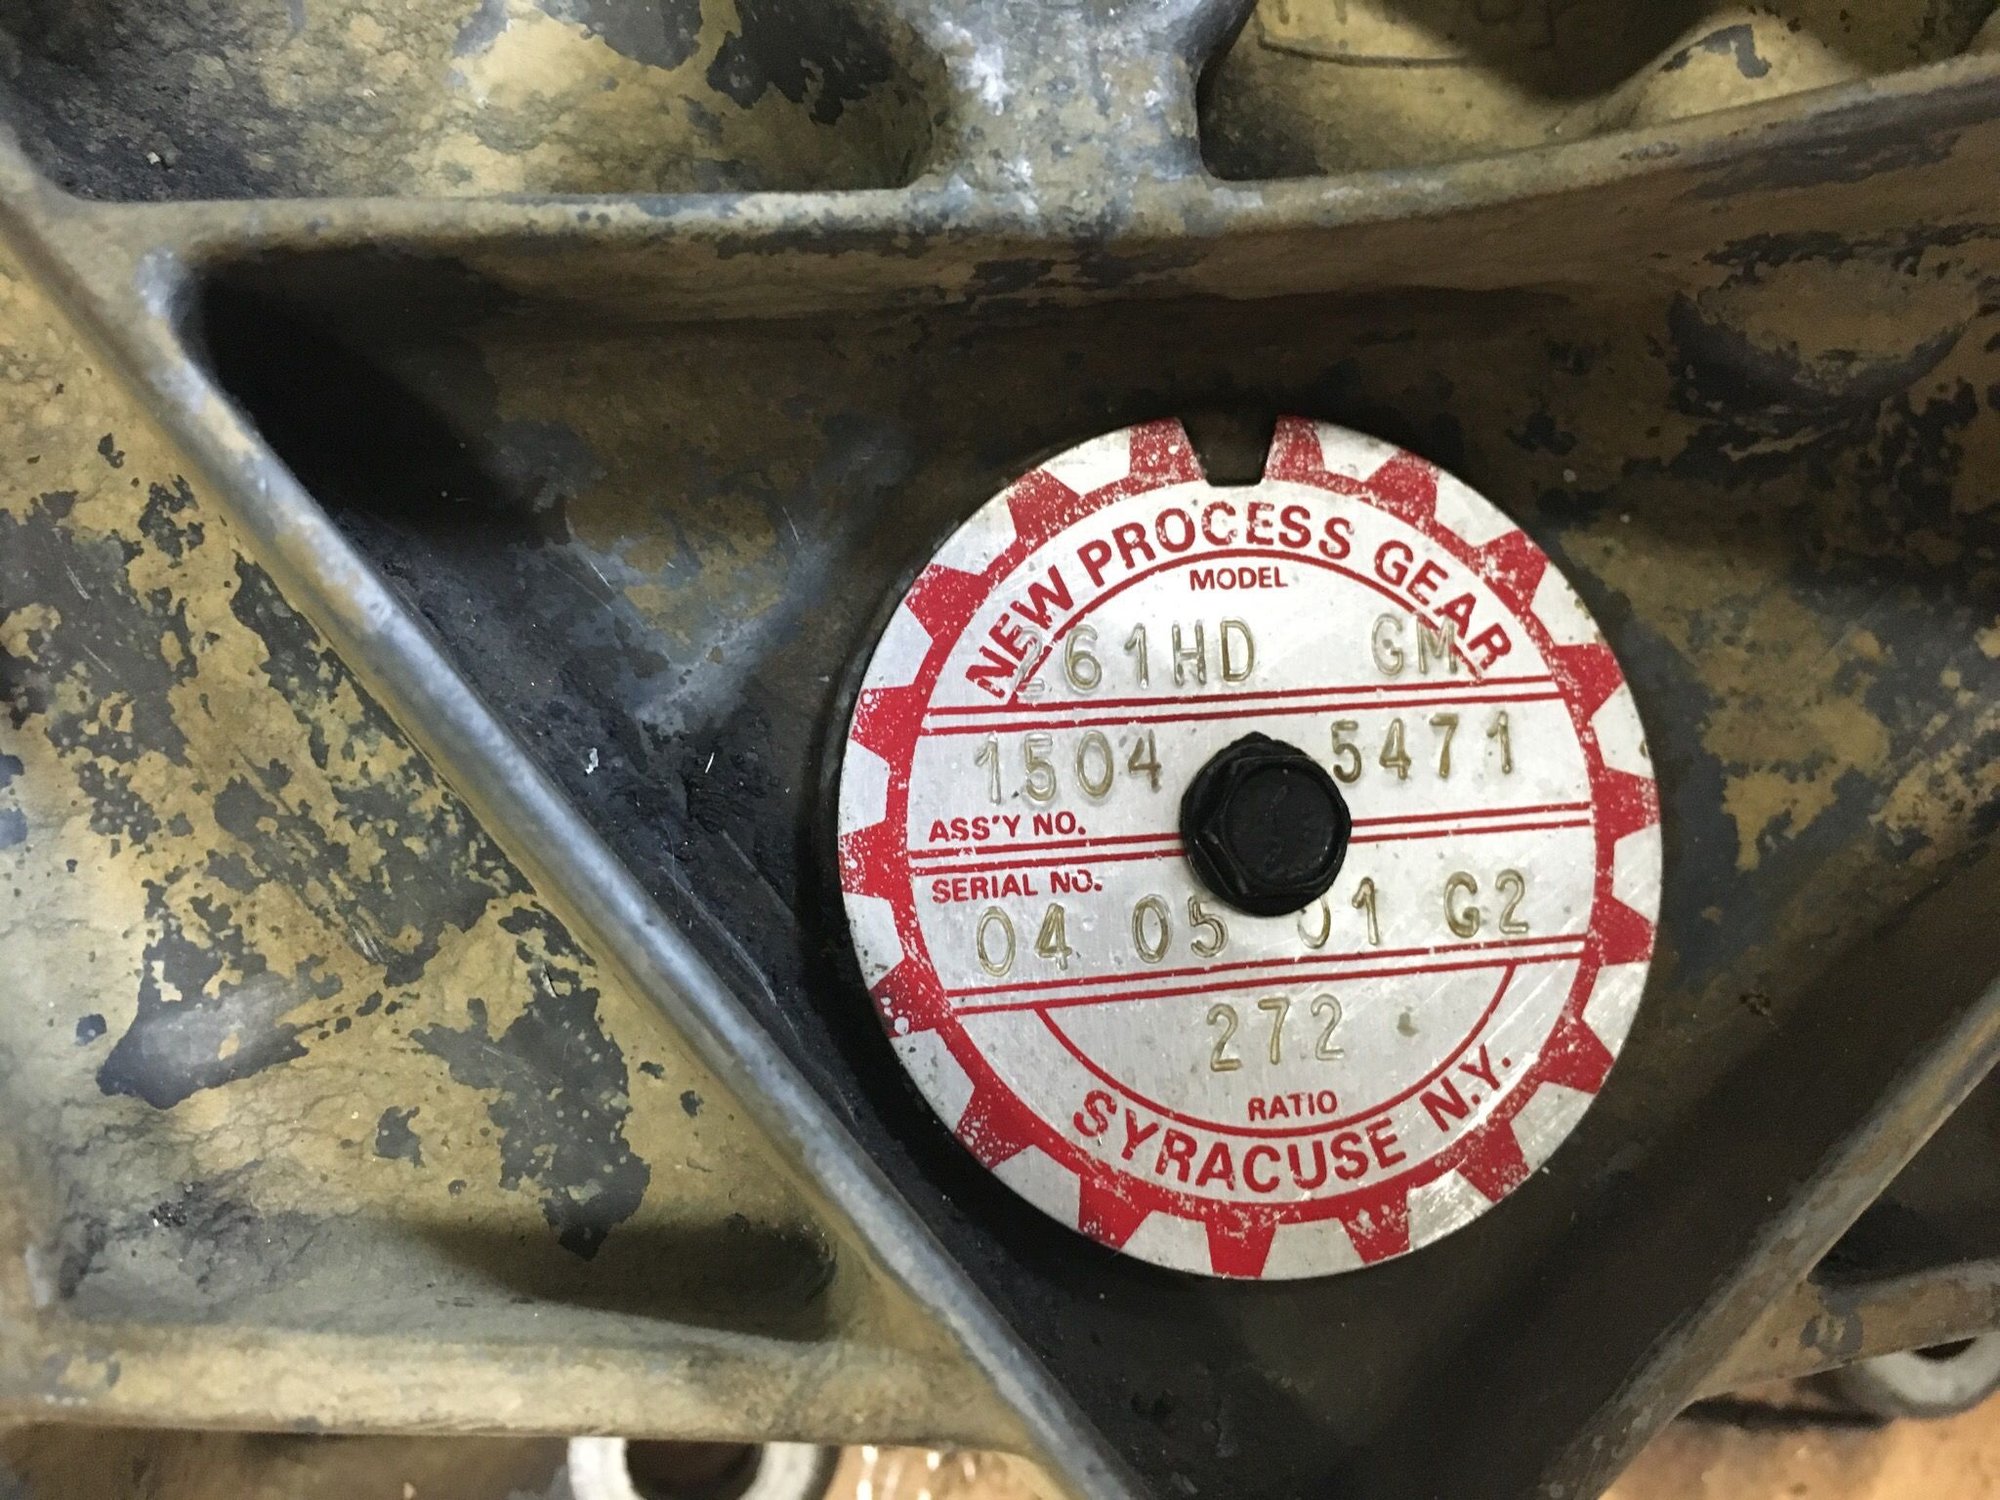 NEW PROCESS GEAR
MODEL
261HD GM
1504 5471
ASS'Y NO.
SERIAL NO.
04 05 01 G2
272
RATIO
SYRACUSE N.Y.